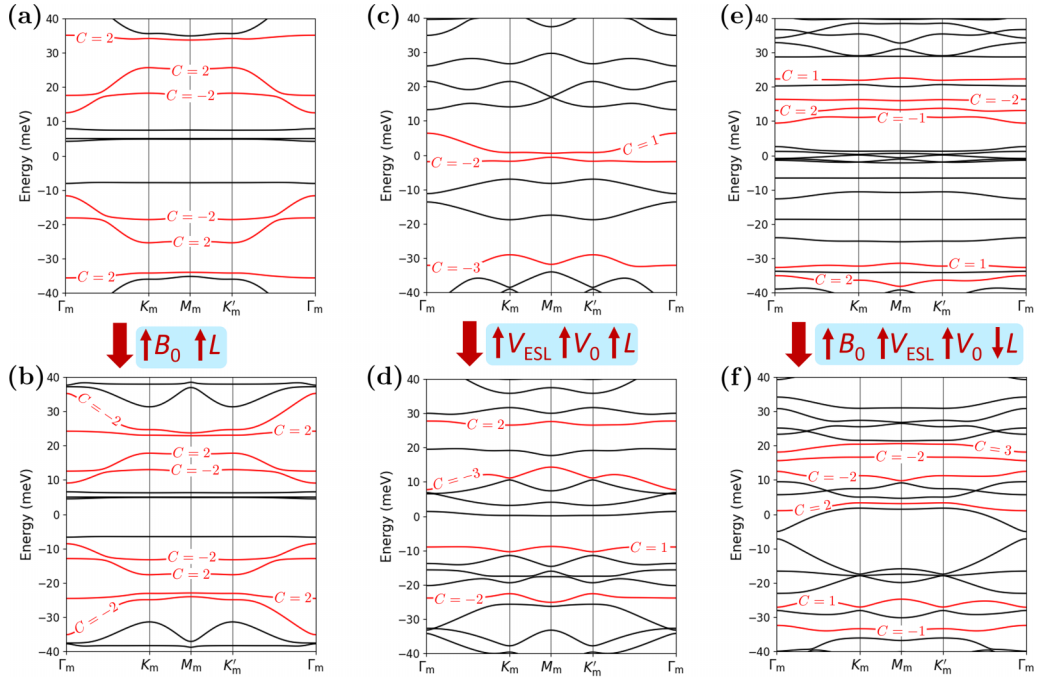 (a)
Energy (meV)
40
30
20
10
0
−10
−20
−30
−40
C = 2
C = 2
C = −2
C = −2
C = 2
C = 2
Γm
Km
Mm
K′m
Γm
(c)
Energy (meV)
40
30
20
10
0
−10
−20
−30
−40
C = 1
C = −2
C = −3
Γm
Km
Mm
K′m
Γm
(e)
Energy (meV)
40
30
20
10
0
−10
−20
−30
−40
C = 1
C = −2
C = 2
C = −1
C = 1
C = 2
Γm
Km
Mm
K′m
Γm
↑B0 ↑L
↑VESL ↑V0 ↑L
↑B0 ↑VESL ↑V0 ↓L
(b)
Energy (meV)
40
30
20
10
0
−10
−20
−30
−40
C = −2
C = 2
C = 2
C = −2
C = −2
C = 2
C = 2
C = −2
Γm
Km
Mm
K′m
Γm
(d)
Energy (meV)
40
30
20
10
0
−10
−20
−30
−40
C = 2
C = −3
C = 1
C = −2
Γm
Km
Mm
K′m
Γm
(f)
Energy (meV)
40
30
20
10
0
−10
−20
−30
−40
C = 3
C = −2
C = −2
C = 2
C = 1
C = −1
Γm
Km
Mm
K′m
Γm